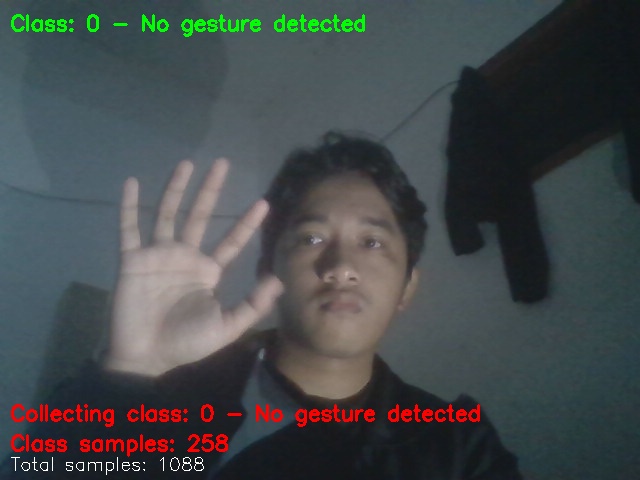 Class: 0 - No gesture detected
Collecting class: 0 - No gesture detected
Class samples: 258
Total samples: 1088